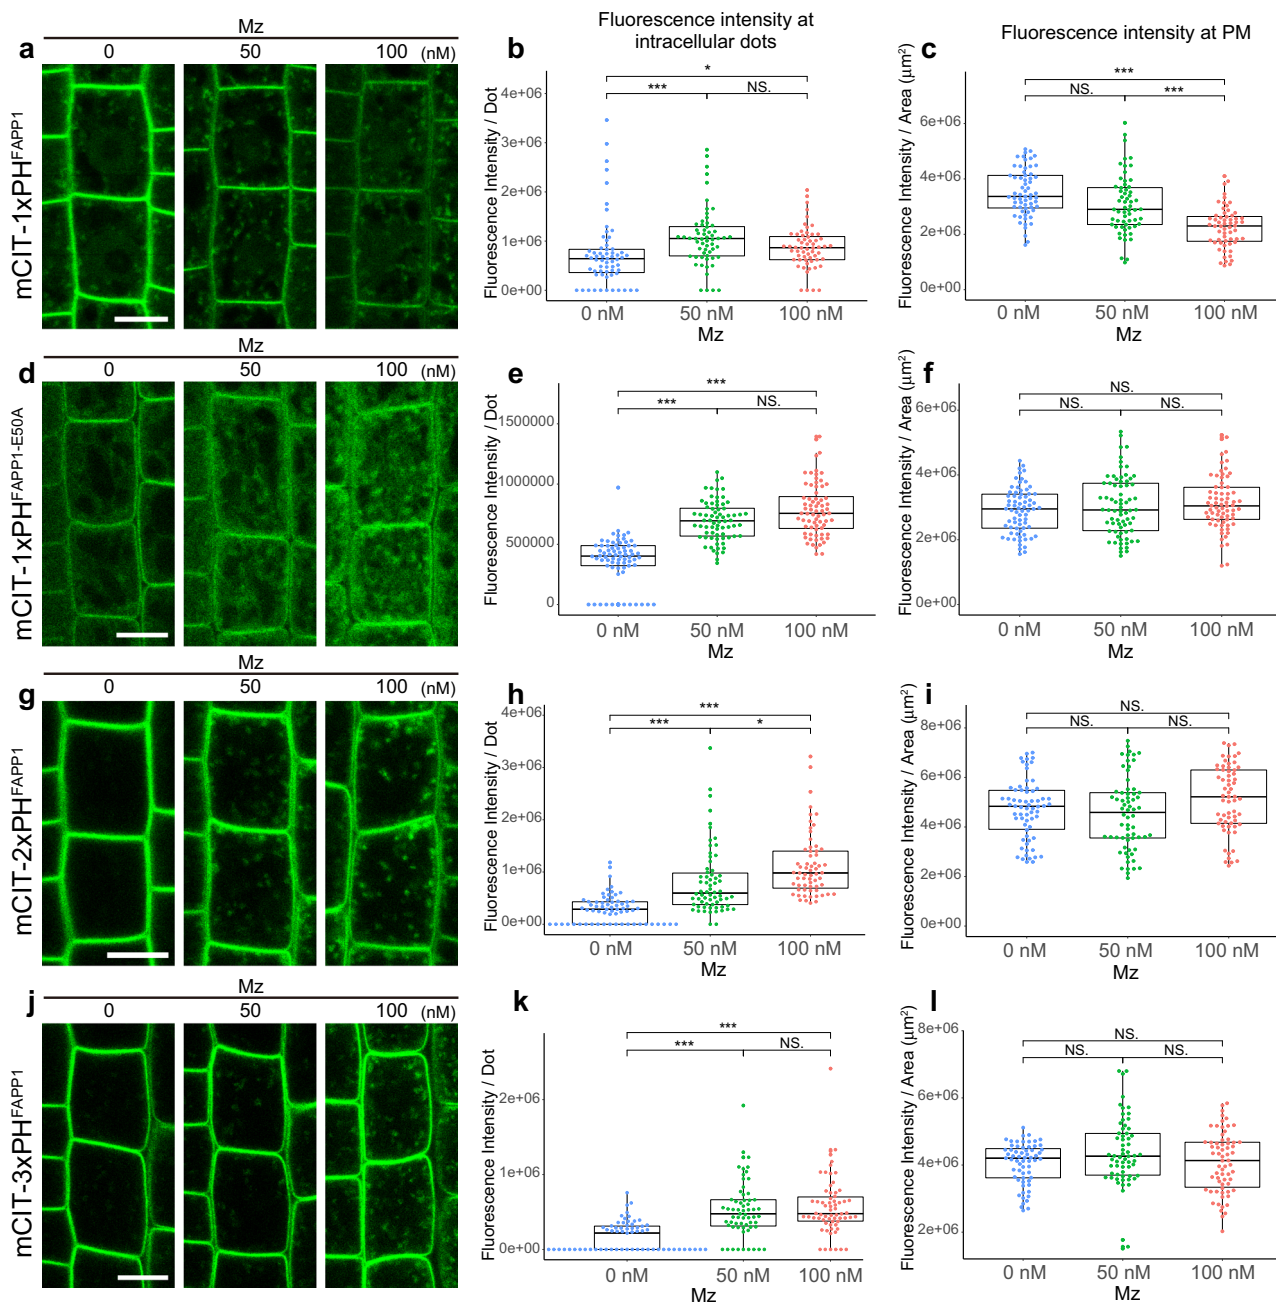 Mz
a 0 50 100 (nM)
mCIT-1xPH^FAPP1
Fluorescence intensity at
intracellular dots
b
*
*** NS.
Fluorescence Intensity / Dot
4e+06
3e+06
2e+06
1e+06
0e+00
0 nM 50 nM 100 nM
Mz
Fluorescence intensity at PM
c
***
NS. ***
Fluorescence Intensity / Area (μm²)
6e+06
4e+06
2e+06
0e+00
0 nM 50 nM 100 nM
Mz
Mz
d 0 50 100 (nM)
mCIT-1xPH^FAPP1-E50A
e
***
*** NS.
Fluorescence Intensity / Dot
1500000
1000000
500000
0
0 nM 50 nM 100 nM
Mz
f
NS.
NS. NS.
Fluorescence Intensity / Area (μm²)
6e+06
4e+06
2e+06
0e+00
0 nM 50 nM 100 nM
Mz
Mz
g 0 50 100 (nM)
mCIT-2xPH^FAPP1
h
***
*** *
Fluorescence Intensity / Dot
4e+06
3e+06
2e+06
1e+06
0e+00
0 nM 50 nM 100 nM
Mz
i
NS.
NS. NS.
Fluorescence Intensity / Area (μm²)
8e+06
6e+06
4e+06
2e+06
0e+00
0 nM 50 nM 100 nM
Mz
Mz
j 0 50 100 (nM)
mCIT-3xPH^FAPP1
k
***
*** NS.
Fluorescence Intensity / Dot
2e+06
1e+06
0e+00
0 nM 50 nM 100 nM
Mz
l
NS.
NS. NS.
Fluorescence Intensity / Area (μm²)
8e+06
6e+06
4e+06
2e+06
0 nM 50 nM 100 nM
Mz